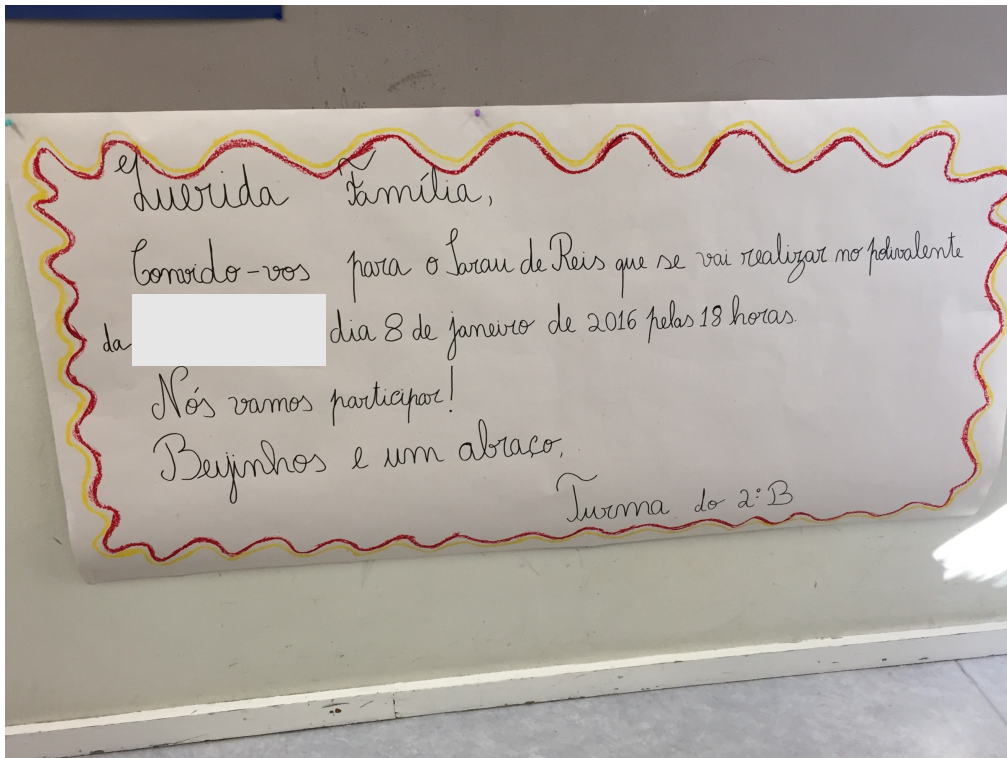 Querida Família,
Convido-vos para o Sarau de Reis que se vai realizar no polivalente
da dia 8 de janeiro de 2016 pelas 18 horas.
Nós vamos participar!
Beijinhos e um abraço,
Turma do 2º B